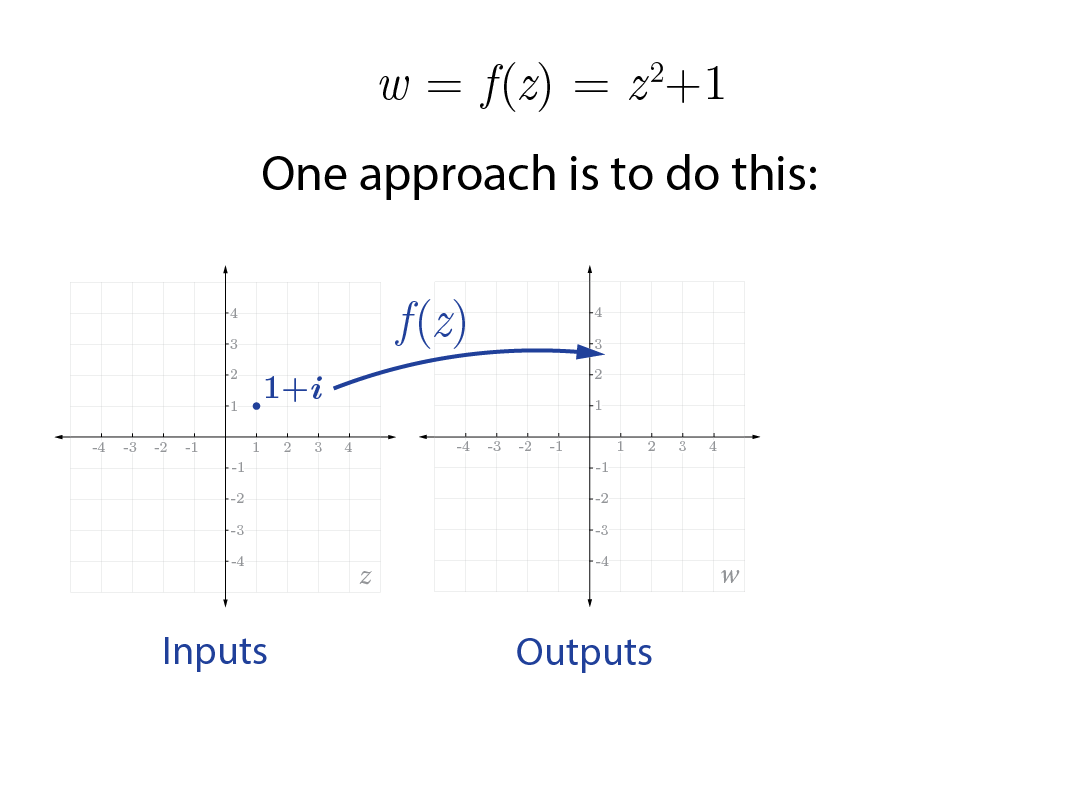 w = f(z) = z²+1
One approach is to do this:
f(z)
1+i
4
3
2
1
-4 -3 -2 -1 1 2 3 4
-1
-2
-3
-4
z
4
3
2
1
-4 -3 -2 -1 1 2 3 4
-1
-2
-3
-4
w
Inputs
Outputs